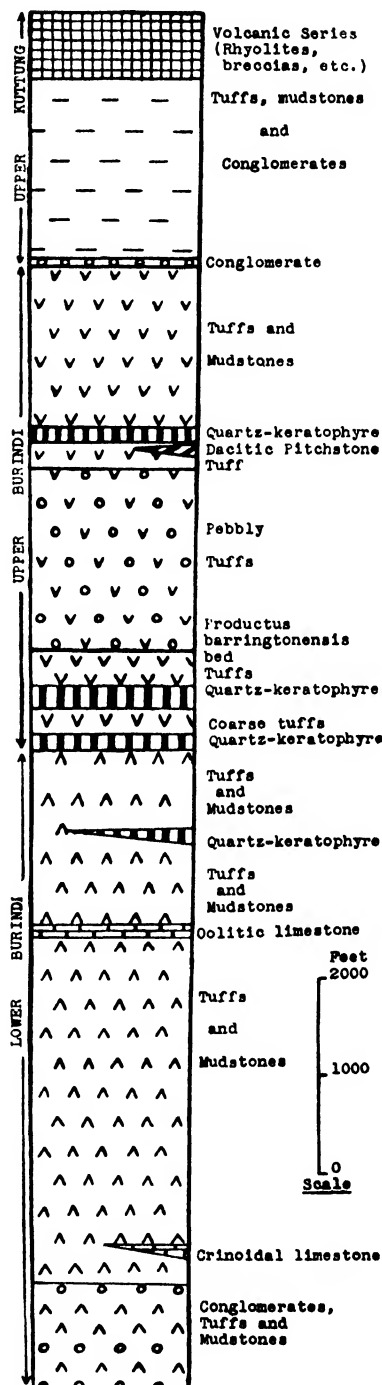 UPPER KUTTUNG
Volcanic Series
(Rhyolites,
breccias, etc.)
Tuffs, mudstones
and
Conglomerates
Conglomerate
UPPER BURINDI
Tuffs and
Mudstones
Quartz-keratophyre
Dacitic Pitchstone
Tuff
Pebbly
Tuffs
Productus
barringtonensis
bed
Tuffs
Quartz-keratophyre
Coarse tuffs
Quartz-keratophyre
LOWER BURINDI
Tuffs
and
Mudstones
Quartz-keratophyre
Tuffs
and
Mudstones
Oolitic limestone
Tuffs
and
Mudstones
Crinoidal limestone
Conglomerates,
Tuffs and
Mudstones
Feet
2000
1000
0
Scale